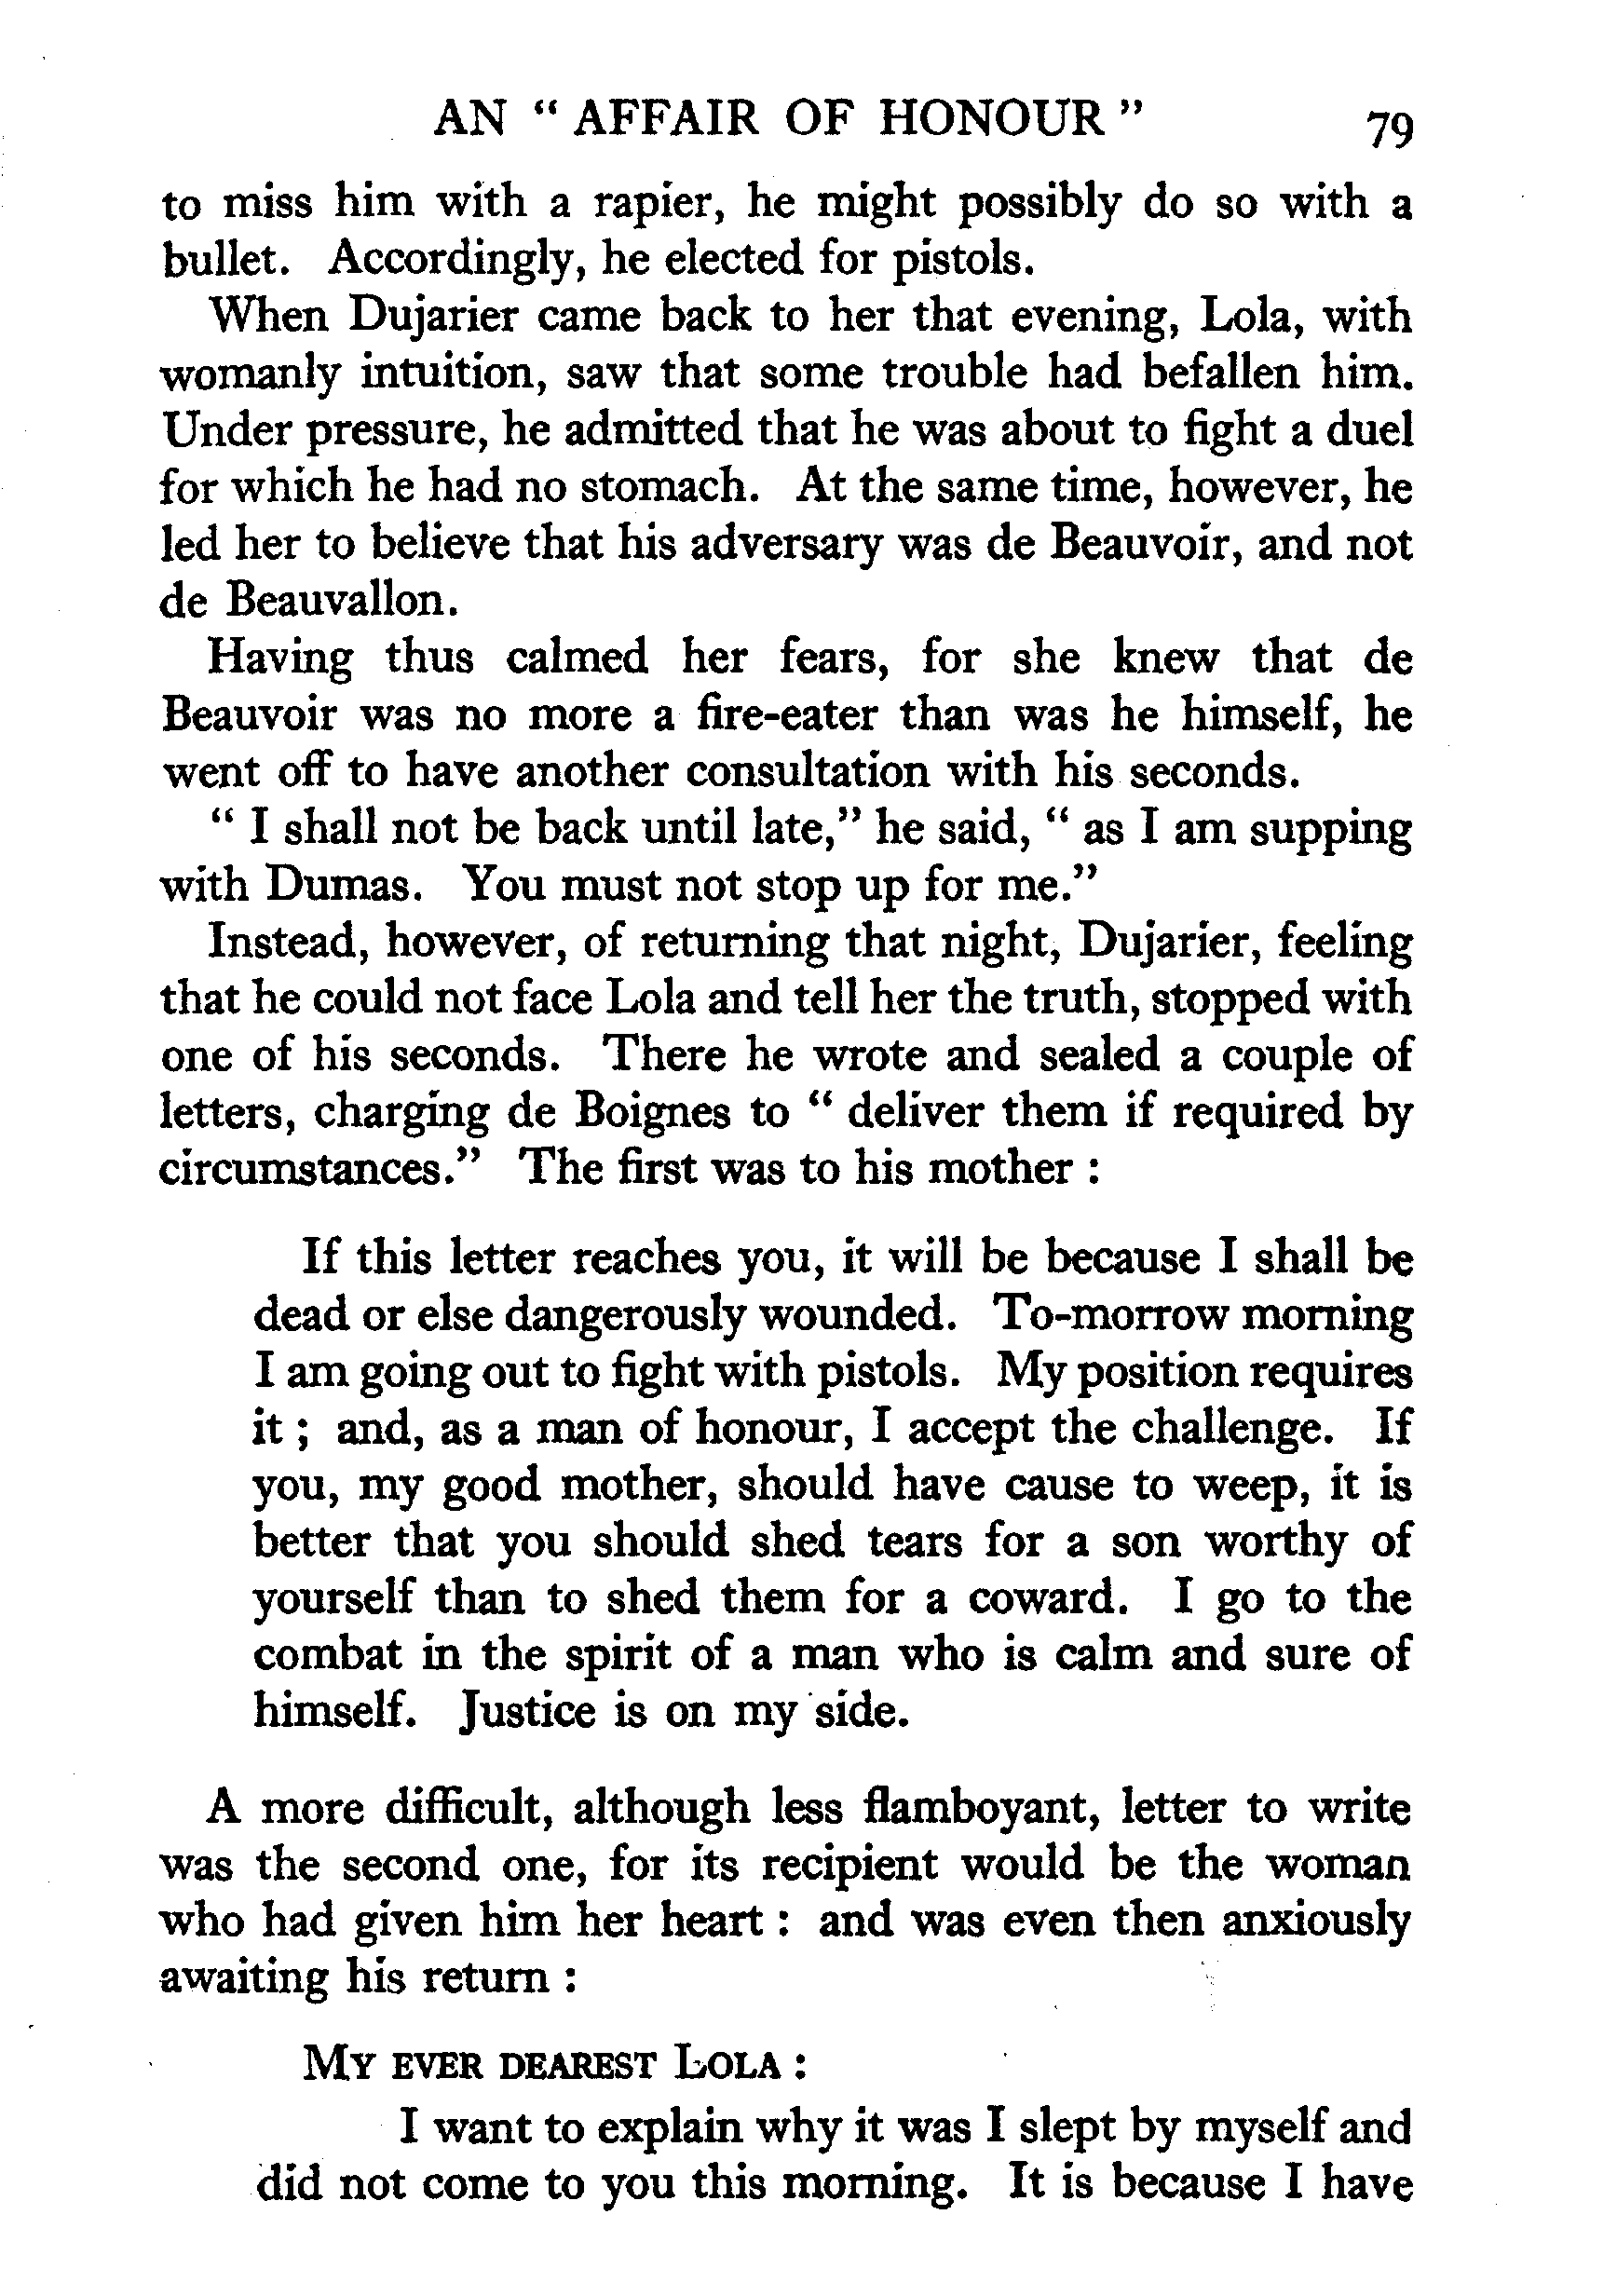 AN " AFFAIR OF HONOUR "
79
to miss him with a rapier, he might possibly do so with a
bullet. Accordingly, he elected for pistols.
When Dujarier came back to her that evening, Lola, with
womanly intuition, saw that some trouble had befallen him.
Under pressure, he admitted that he was about to fight a duel
for which he had no stomach. At the same time, however, he
led her to believe that his adversary was de Beauvoir, and not
de Beauvallon.
Having thus calmed her fears, for she knew that de
Beauvoir was no more a fire-eater than was he himself, he
went off to have another consultation with his seconds.
" I shall not be back until late," he said, " as I am supping
with Dumas. You must not stop up for me."
Instead, however, of returning that night, Dujarier, feeling
that he could not face Lola and tell her the truth, stopped with
one of his seconds. There he wrote and sealed a couple of
letters, charging de Boignes to " deliver them if required by
circumstances." The first was to his mother :
If this letter reaches you, it will be because I shall be
dead or else dangerously wounded. To-morrow morning
I am going out to fight with pistols. My position requires
it ; and, as a man of honour, I accept the challenge. If
you, my good mother, should have cause to weep, it is
better that you should shed tears for a son worthy of
yourself than to shed them for a coward. I go to the
combat in the spirit of a man who is calm and sure of
himself. Justice is on my side.
A more difficult, although less flamboyant, letter to write
was the second one, for its recipient would be the woman
who had given him her heart : and was even then anxiously
awaiting his return :
MY EVER DEAREST LOLA :
I want to explain why it was I slept by myself and
did not come to you this morning. It is because I have